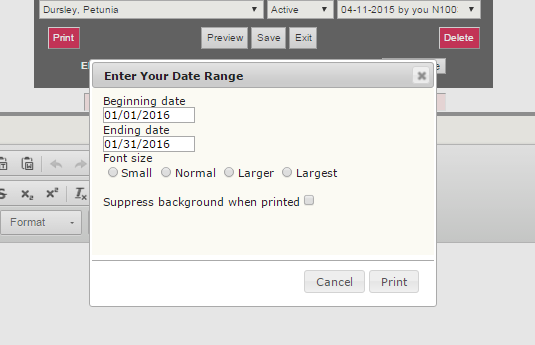 Dursley, Petunia Active 04-11-2015 by you N100
Print Preview Save Exit Delete
Enter Your Date Range
Beginning date
01/01/2016
Ending date
01/31/2016
Font size
Small Normal Larger Largest
Suppress background when printed
Format
Cancel Print